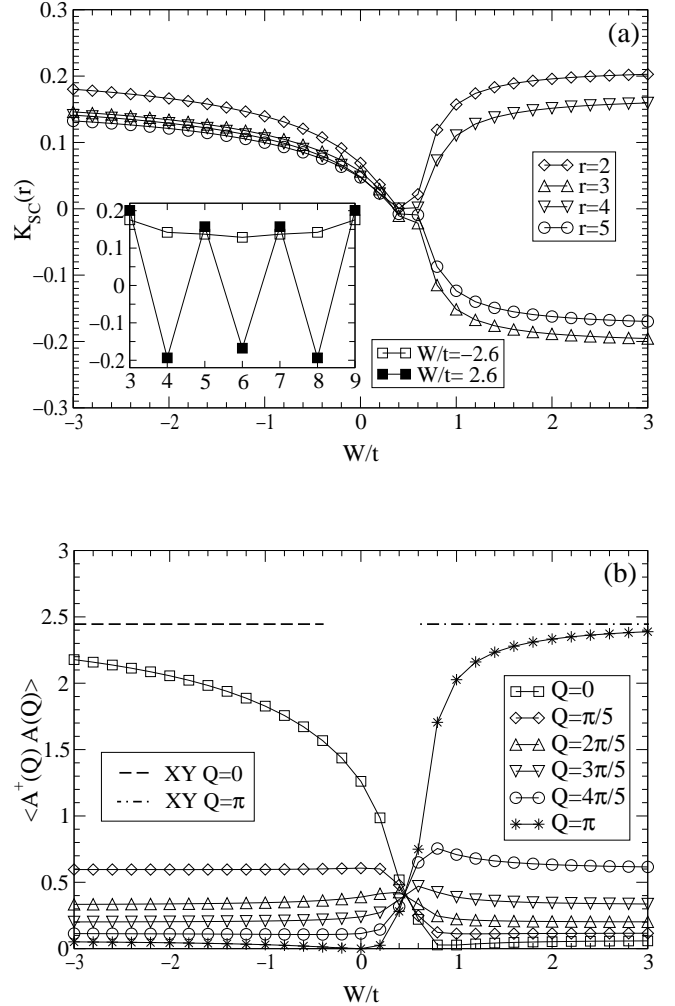 0.3
(a)
0.2
0.1
0
−0.1
−0.2
−0.3
K_SC(r)
r=2
r=3
r=4
r=5
0.2
0.1
0
−0.1
−0.2
3 4 5 6 7 8 9
W/t=−2.6
W/t= 2.6
−3 −2 −1 0 1 2 3
W/t
3
(b)
2.5
2
1.5
1
0.5
0
<A⁺(Q) A(Q)>
XY Q=0
XY Q=π
Q=0
Q=π/5
Q=2π/5
Q=3π/5
Q=4π/5
Q=π
−3 −2 −1 0 1 2 3
W/t